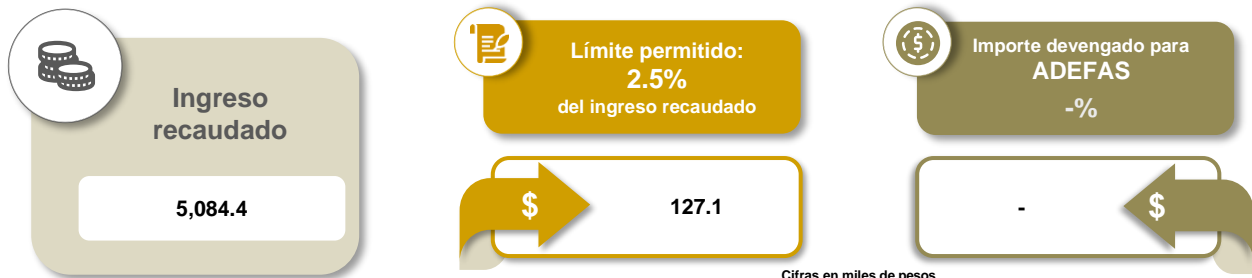 Ingreso
recaudado
5,084.4
Límite permitido:
2.5%
del ingreso recaudado
$
127.1
Importe devengado para
ADEFAS
-%
-
$
Cifras en miles de pesos